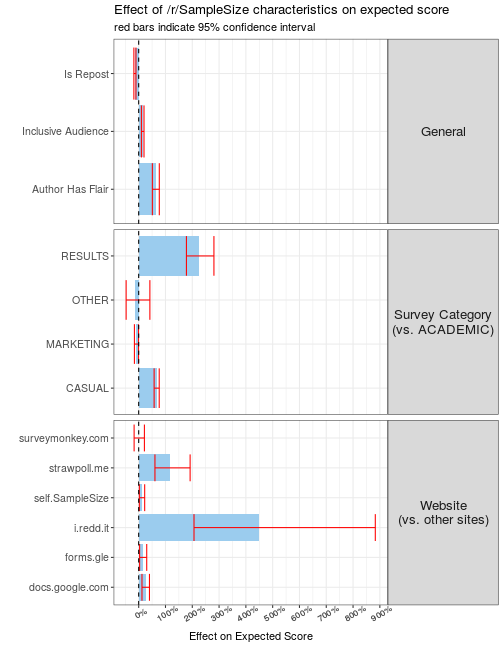 Effect of /r/SampleSize characteristics on expected score
red bars indicate 95% confidence interval
Is Repost
Inclusive Audience
Author Has Flair
General
RESULTS
OTHER
MARKETING
CASUAL
Survey Category
(vs. ACADEMIC)
surveymonkey.com
strawpoll.me
self.SampleSize
i.redd.it
forms.gle
docs.google.com
Website
(vs. other sites)
0% 100% 200% 300% 400% 500% 600% 700% 800% 900%
Effect on Expected Score